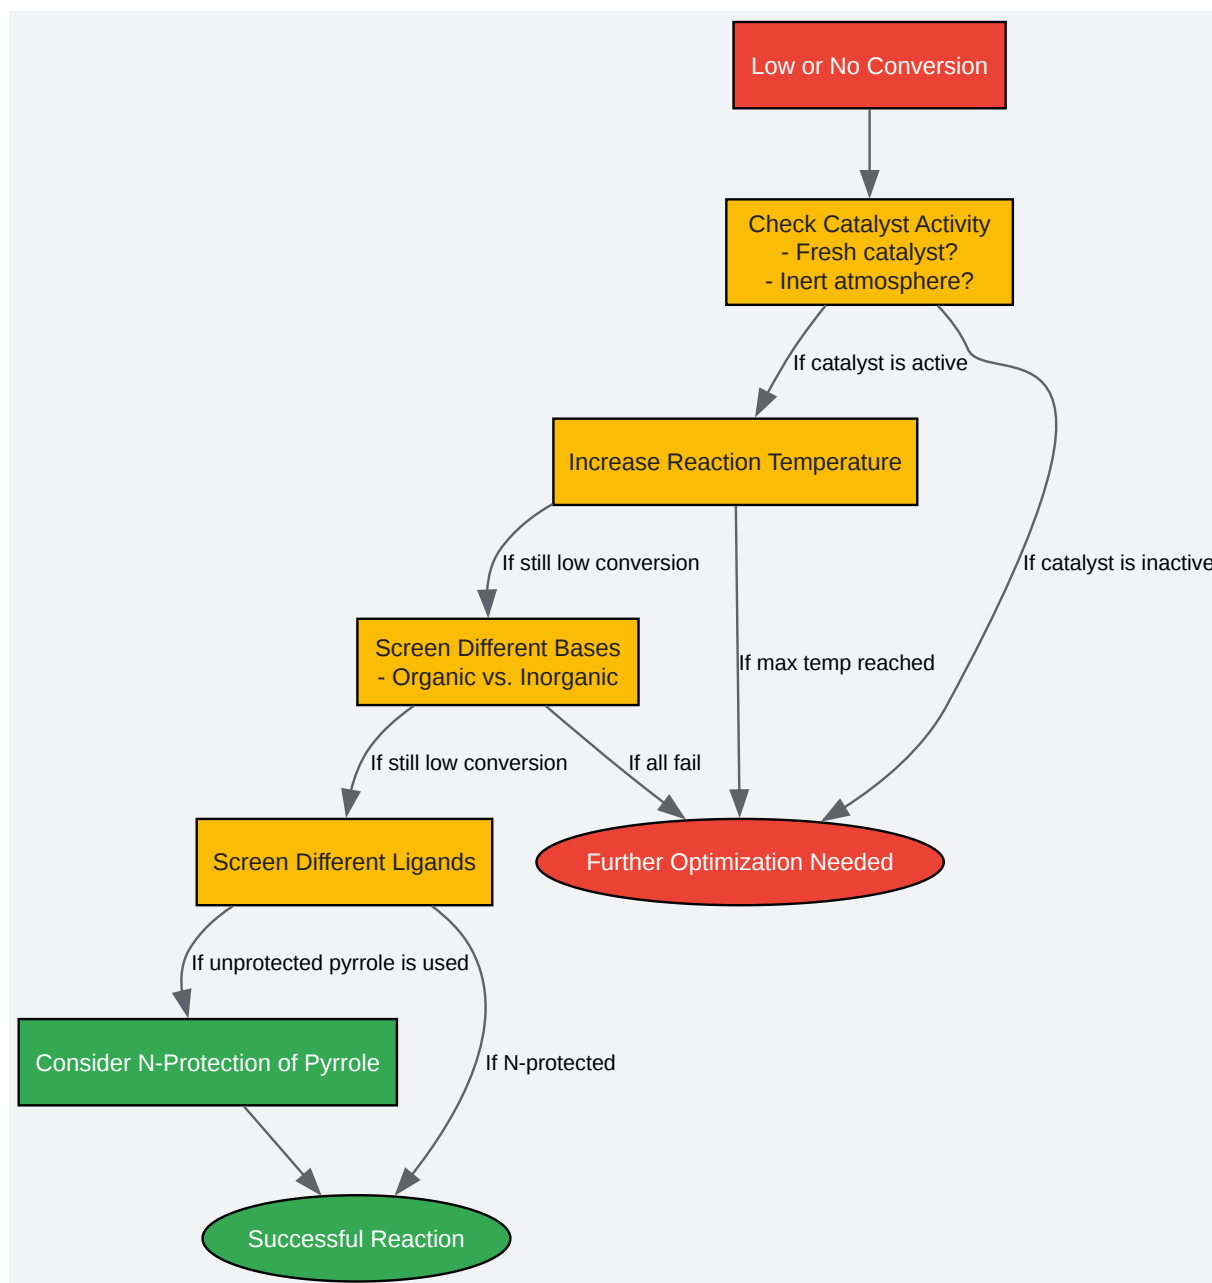 Low or No Conversion
Check Catalyst Activity
- Fresh catalyst?
- Inert atmosphere?
If catalyst is active
Increase Reaction Temperature
If still low conversion
If catalyst is inactive
Screen Different Bases
- Organic vs. Inorganic
If max temp reached
If still low conversion
If all fail
Screen Different Ligands
Further Optimization Needed
If unprotected pyrrole is used
Consider N-Protection of Pyrrole
If N-protected
Successful Reaction